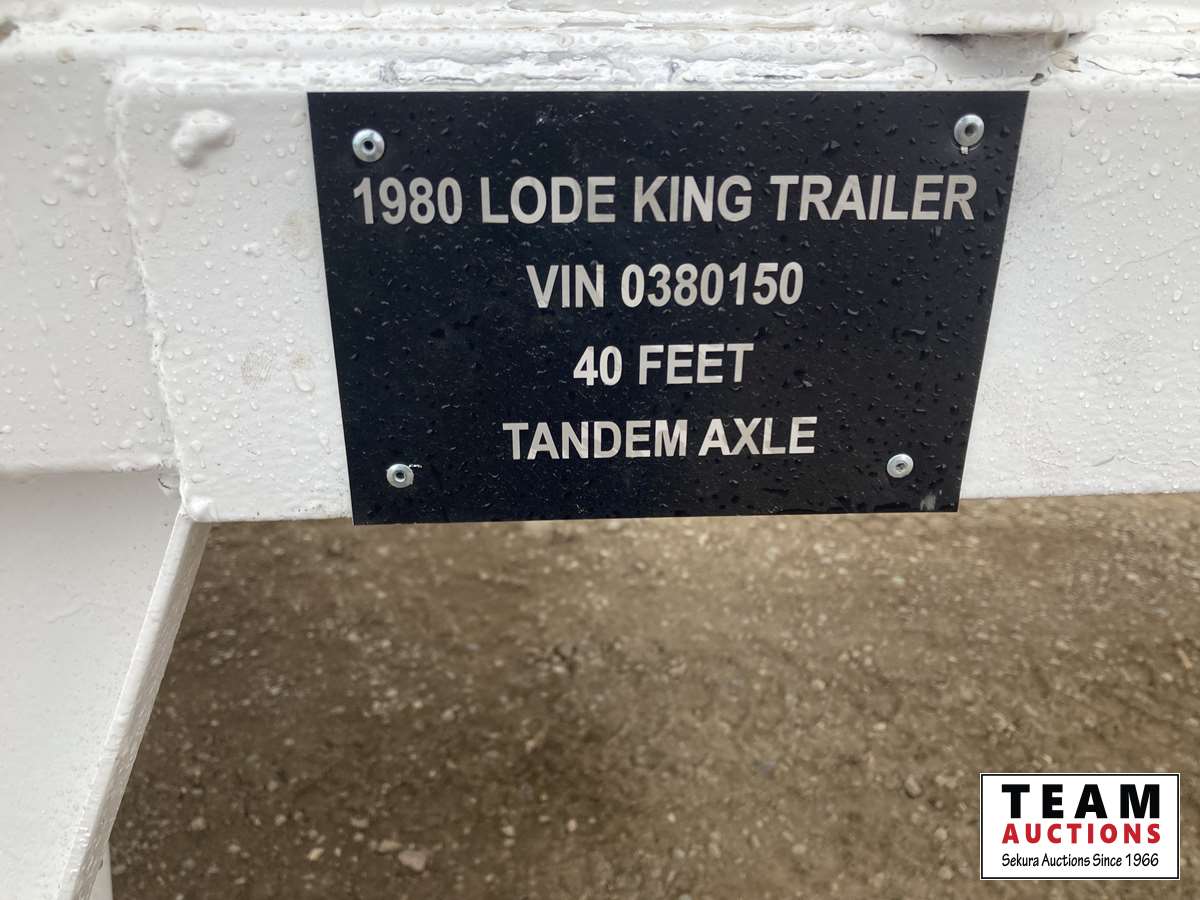 1980 LODE KING TRAILER
VIN 0380150
40 FEET
TANDEM AXLE
TEAM
AUCTIONS
Sekura Auctions Since 1966